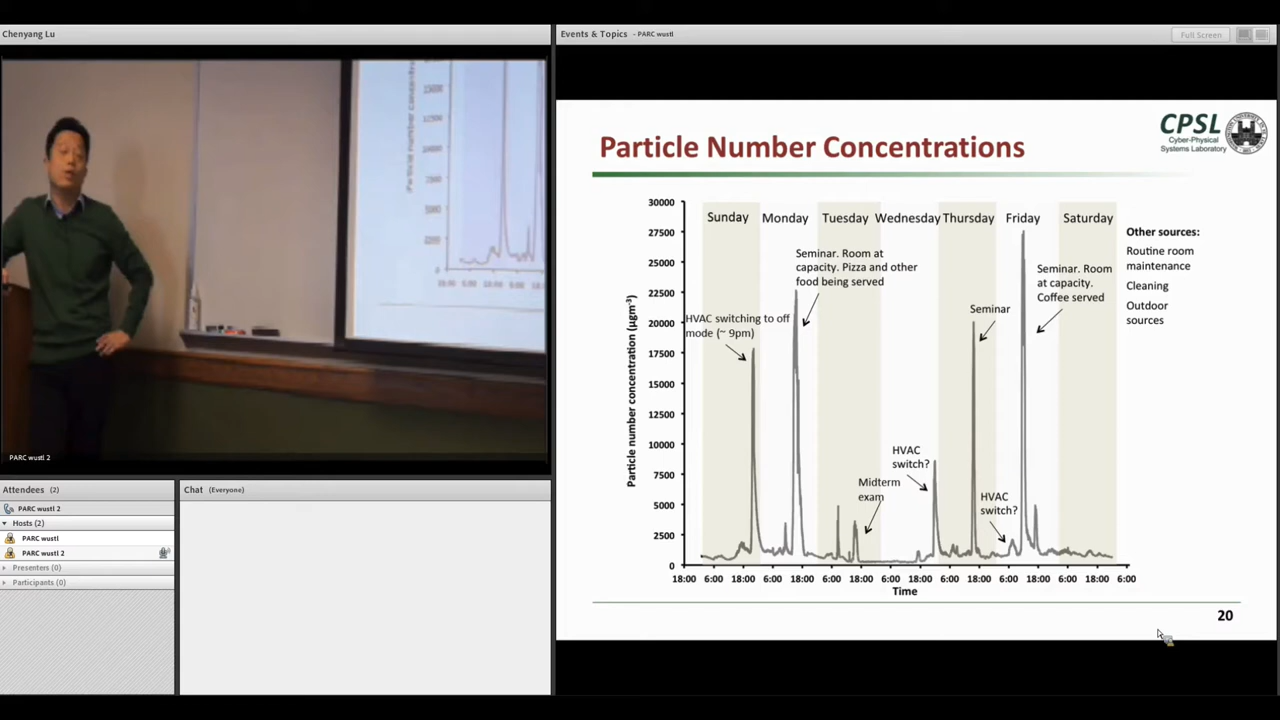 Chenyang Lu
Events & Topics - PARC wustl
Full Screen
PARC wustl 2
Attendees (2)
PARC wustl 2
Hosts (2)
PARC wustl
PARC wustl 2
Presenters (0)
Participants (0)
Chat (Everyone)
Particle Number Concentrations
CPSL
Cyber-Physical
Systems Laboratory
Particle number concentration (µgm⁻³)
30000
27500
25000
22500
20000
17500
15000
12500
10000
7500
5000
2500
0
Sunday Monday Tuesday Wednesday Thursday Friday Saturday
HVAC switching to off
mode (~ 9pm)
Seminar. Room at
capacity. Pizza and other
food being served
Midterm
exam
HVAC
switch?
Seminar
HVAC
switch?
Seminar. Room
at capacity.
Coffee served
Other sources:
Routine room
maintenance
Cleaning
Outdoor
sources
18:00 6:00 18:00 6:00 18:00 6:00 18:00 6:00 18:00 6:00 18:00 6:00 18:00 6:00 18:00 6:00
Time
20